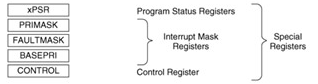 xPSR Program Status Registers
PRIMASK
FAULTMASK
BASEPRI
Interrupt Mask
Registers
Special
Registers
CONTROL Control Register